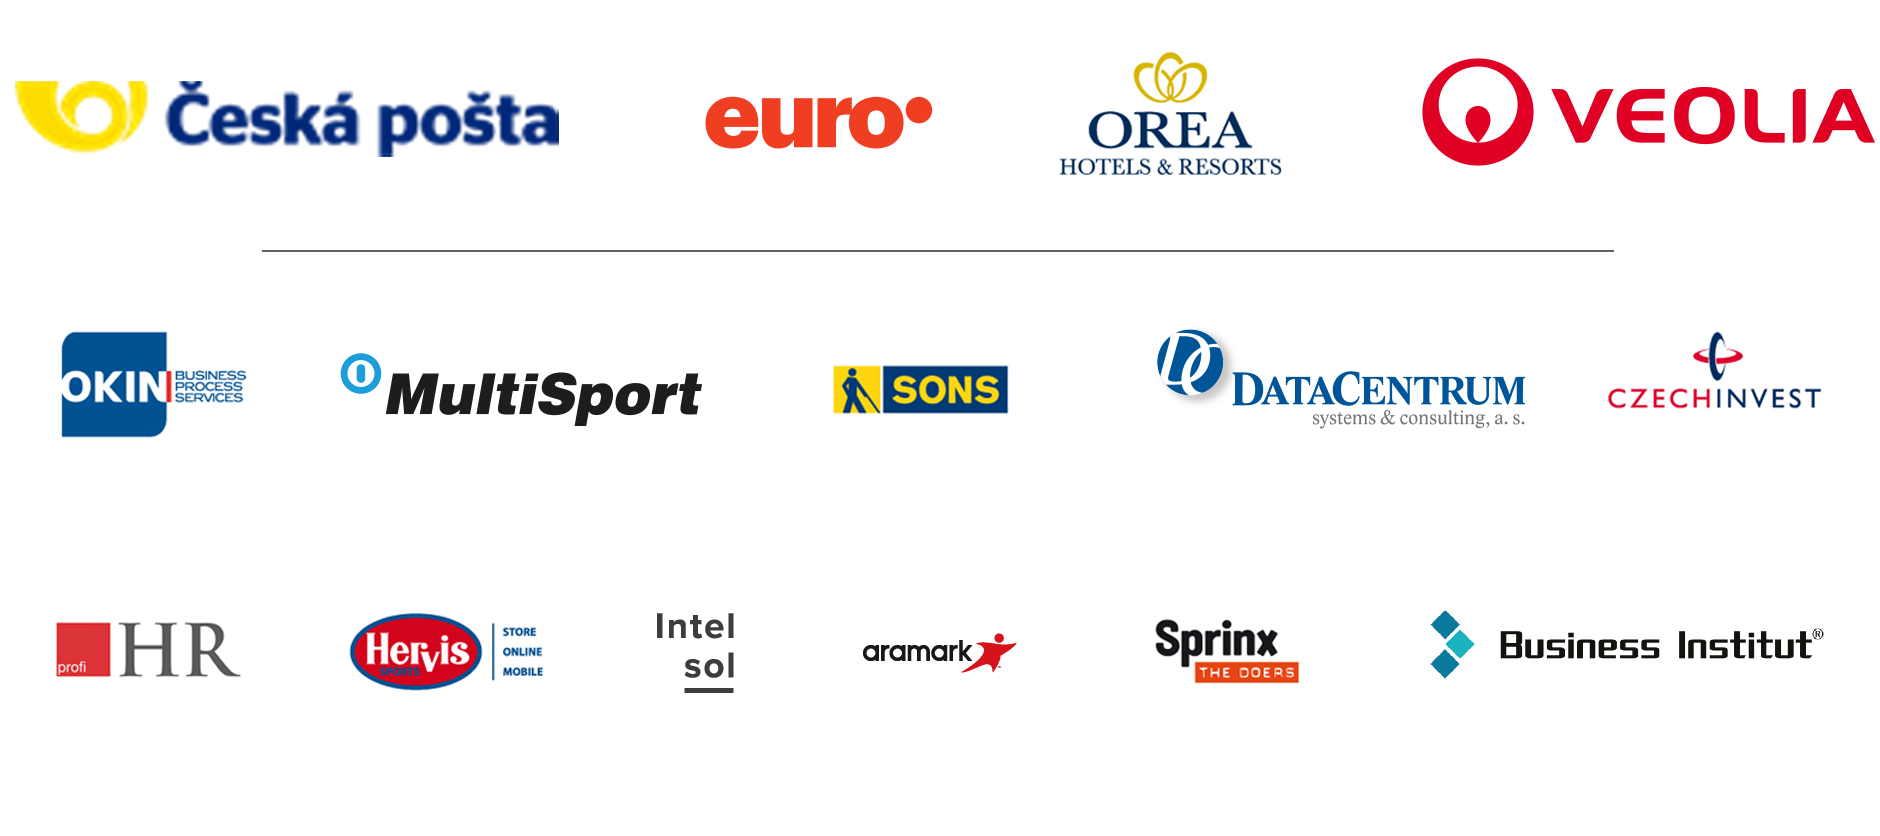 Česká pošta
euro
OREA
HOTELS & RESORTS
VEOLIA
OKIN
BUSINESS
PROCESS
SERVICES
MultiSport
SONS
DC
DATACENTRUM
systems & consulting, a. s.
CZECHINVEST
profi
HR
Hervis
SPORTS
STORE
ONLINE
MOBILE
Intel
sol
aramark
Sprinx
THE DOERS
Business Institut®